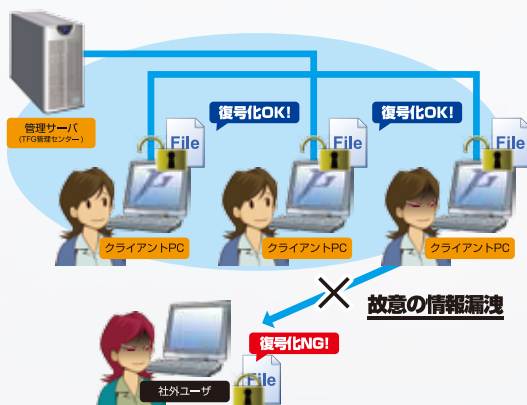 管理サーバ
(TFG管理センター)
復号化OK!
復号化OK!
File
File
File
クライアントPC
クライアントPC
クライアントPC
故意の情報漏洩
復号化NG!
File
社外ユーザ